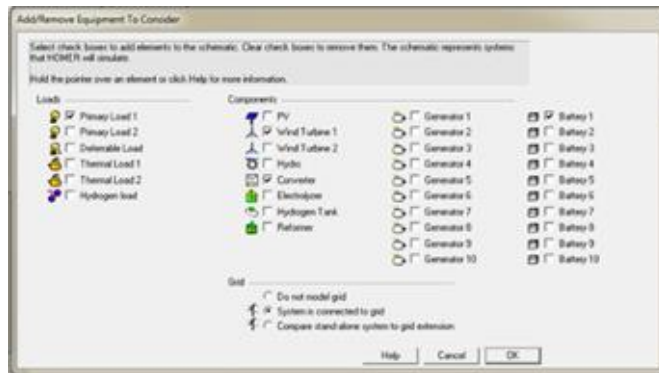 Add/Remove Equipment To Consider
Select check boxes to add elements to the schematic. Clear check boxes to remove them. The schematic represents systems
that HOMER will simulate.
Hold the pointer over an element or click Help for more information.
Loads
Primary Load 1
Primary Load 2
Deferrable Load
Thermal Load 1
Thermal Load 2
Hydrogen load
Components
PV
Wind Turbine 1
Wind Turbine 2
Hydro
Converter
Electrolyzer
Hydrogen Tank
Reformer
Generator 1
Generator 2
Generator 3
Generator 4
Generator 5
Generator 6
Generator 7
Generator 8
Generator 9
Generator 10
Battery 1
Battery 2
Battery 3
Battery 4
Battery 5
Battery 6
Battery 7
Battery 8
Battery 9
Battery 10
Grid
Do not model grid
System is connected to grid
Compare stand alone system to grid extension
Help
Cancel
OK